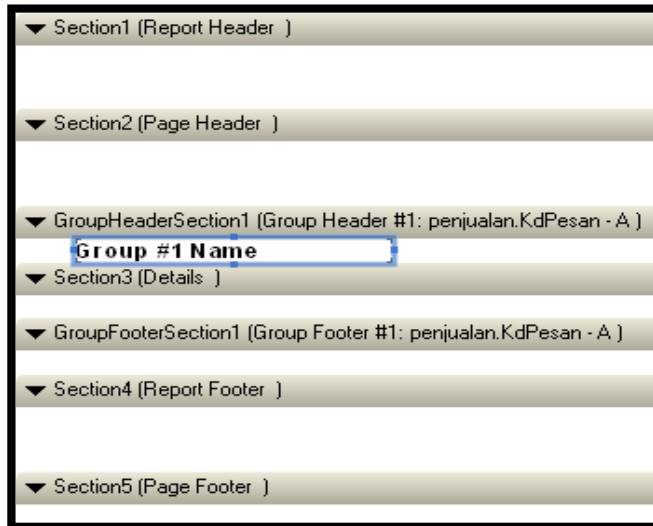 Section1 (Report Header )
Section2 (Page Header )
GroupHeaderSection1 (Group Header #1: penjualan.KdPesan - A )
Group #1 Name
Section3 (Details )
GroupFooterSection1 (Group Footer #1: penjualan.KdPesan - A )
Section4 (Report Footer )
Section5 (Page Footer )